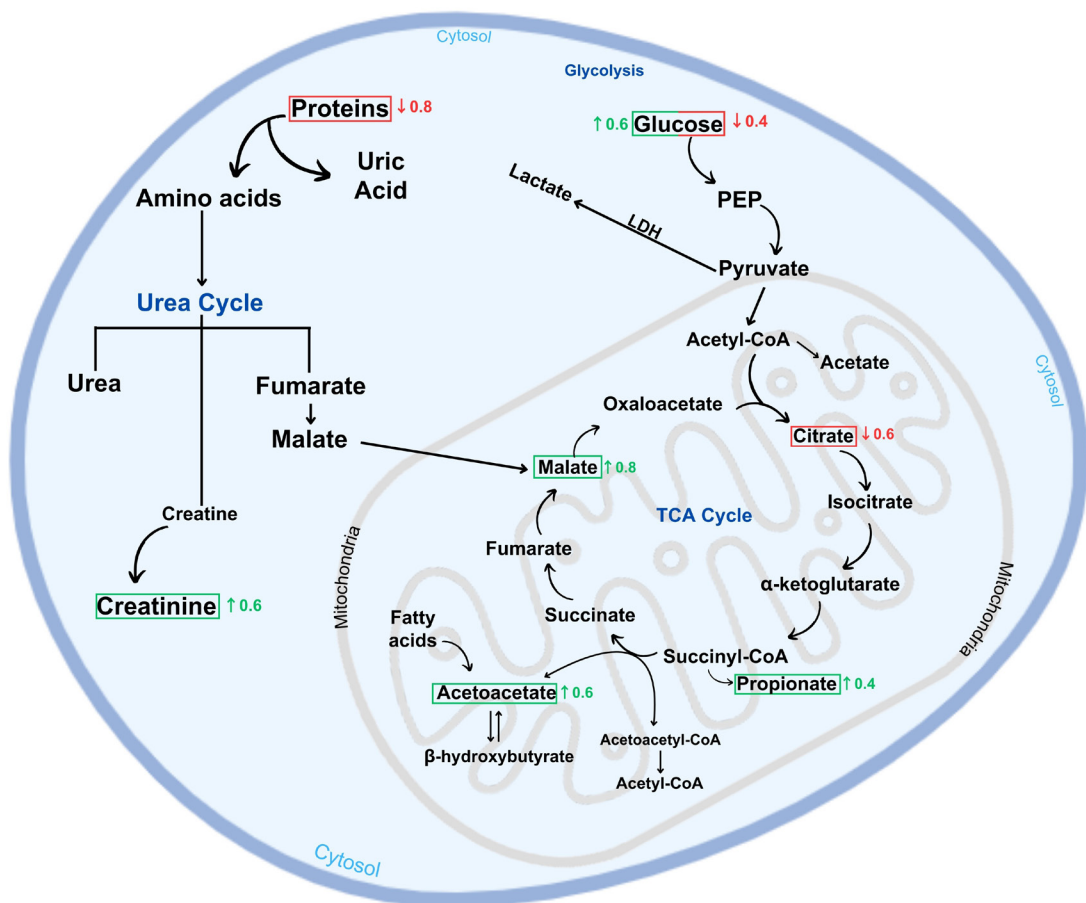 Cytosol
Glycolysis
Proteins ↓0.8
↑0.6 Glucose ↓0.4
Uric
Acid
Amino acids
Lactate
LDH
PEP
Pyruvate
Urea Cycle
Acetyl-CoA
Acetate
Cytosol
Urea
Fumarate
Malate
Oxaloacetate
Citrate ↓0.6
Malate ↑0.8
Isocitrate
TCA Cycle
Creatine
Fumarate
α-ketoglutarate
Mitochondria
Mitochondria
Creatinine ↑0.6
Fatty
acids
Succinate
Succinyl-CoA
Propionate ↑0.4
Acetoacetate ↑0.6
β-hydroxybutyrate
Acetoacetyl-CoA
Acetyl-CoA
Cytosol